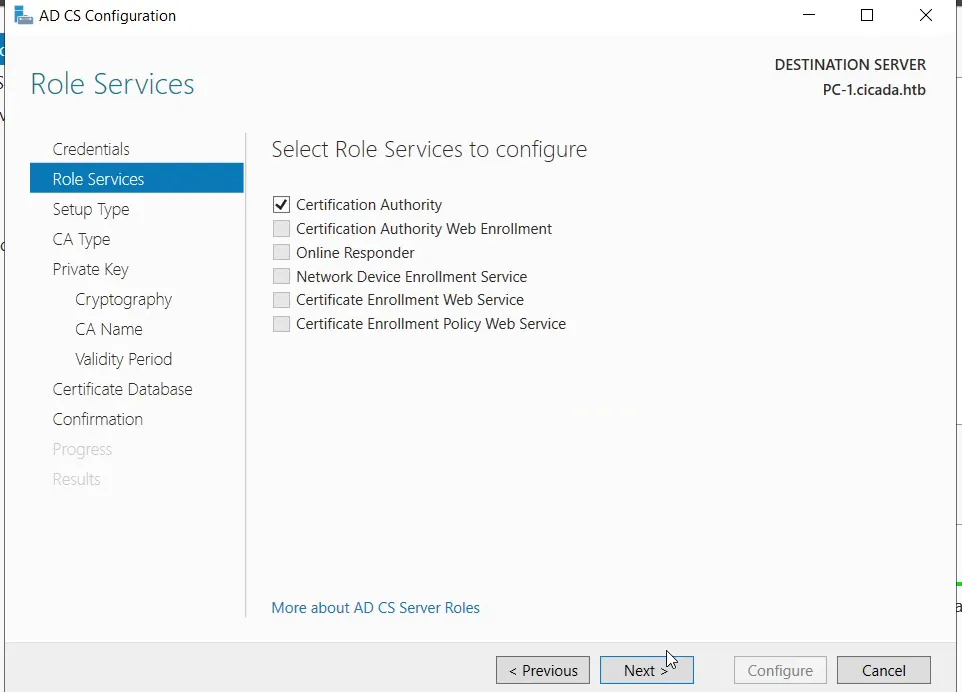 AD CS Configuration
Role Services
DESTINATION SERVER
PC-1.cicada.htb
Credentials
Role Services
Setup Type
CA Type
Private Key
Cryptography
CA Name
Validity Period
Certificate Database
Confirmation
Progress
Results
Select Role Services to configure
Certification Authority
Certification Authority Web Enrollment
Online Responder
Network Device Enrollment Service
Certificate Enrollment Web Service
Certificate Enrollment Policy Web Service
More about AD CS Server Roles
< Previous
Next >
Configure
Cancel